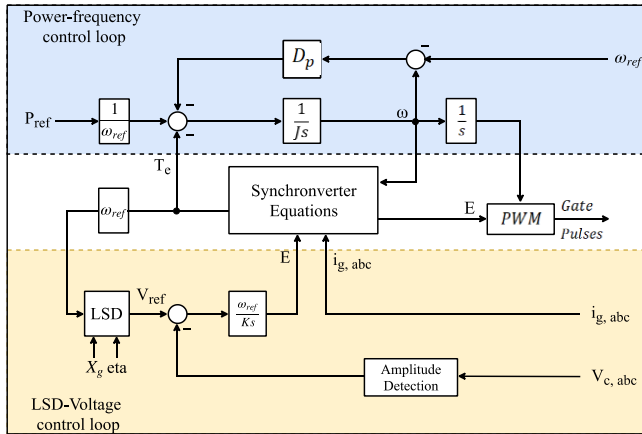 Power-frequency
control loop
D_p
-
ω_ref
P_ref
1
ω_ref
-
-
1
Js
ω
1
s
T_e
ω_ref
Synchronverter
Equations
E
PWM
Gate
Pulses
E
i_g, abc
LSD
V_ref
-
ω_ref
Ks
i_g, abc
X_g eta
Amplitude
Detection
V_c, abc
LSD-Voltage
control loop